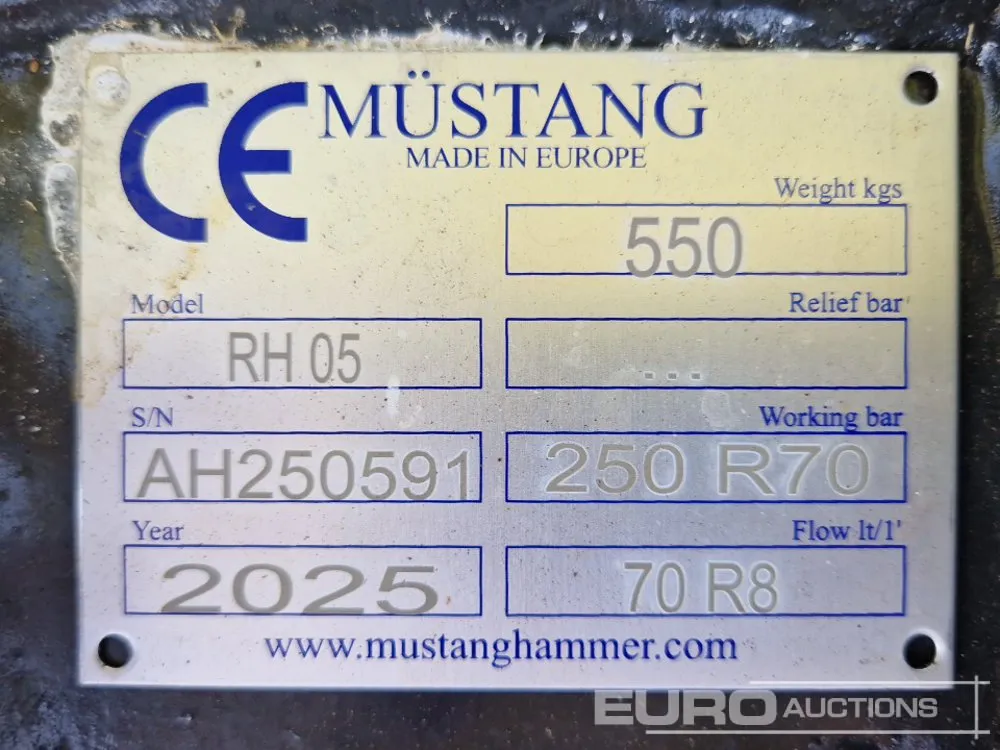 CE MÜSTANG
MADE IN EUROPE
Weight kgs
550
Model
RH 05
Relief bar
...
S/N
AH250591
Working bar
250 R70
Year
2025
Flow lt/1'
70 R8
www.mustanghammer.com
EURO AUCTIONS